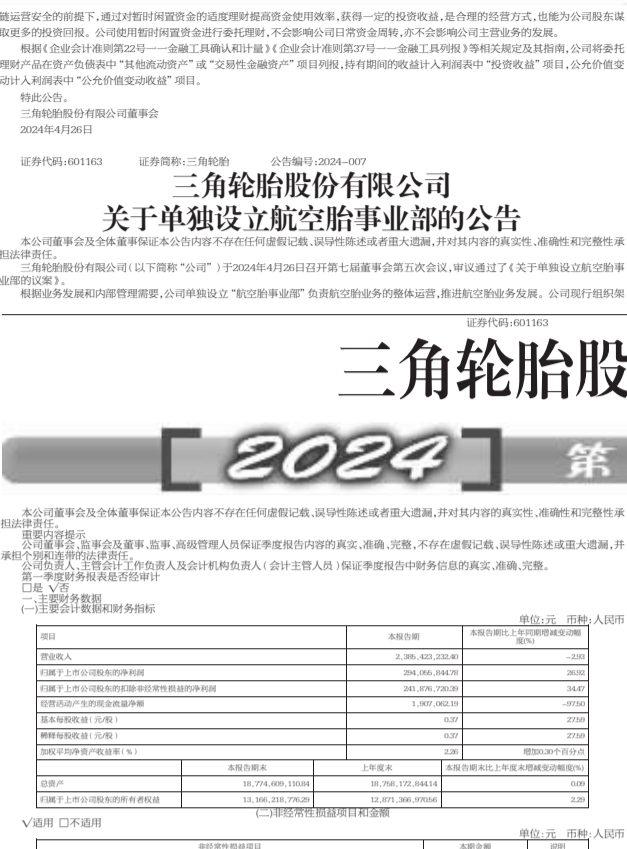 链运营安全的前提下,通过对暂时闲置资金的适度理财提高资金使用效率,获得一定的投资收益,是合理的经营方式,也能为公司股东谋
取更多的投资回报。公司使用暂时闲置资金进行委托理财,不会影响公司日常资金周转,亦不会影响公司主营业务的发展。
根据《企业会计准则第22号一一金融工具确认和计量》《企业会计准则第37号一一金融工具列报》等相关规定及其指南,公司将委托
理财产品在资产负债表中“其他流动资产”或“交易性金融资产”项目列报,持有期间的收益计入利润表中“投资收益”项目,公允价值变
动计入利润表中“公允价值变动收益”项目。
特此公告。
三角轮胎股份有限公司董事会
2024年4月26日
证券代码:601163 证券简称:三角轮胎 公告编号:2024-007
三角轮胎股份有限公司
关于单独设立航空胎事业部的公告
本公司董事会及全体董事保证本公告内容不存在任何虚假记载、误导性陈述或者重大遗漏,并对其内容的真实性、准确性和完整性承
担法律责任。
三角轮胎股份有限公司(以下简称“公司”)于2024年4月26日召开第七届董事会第五次会议,审议通过了《关于单独设立航空胎事
业部的议案》。
根据业务发展和内部管理需要,公司单独设立“航空胎事业部”负责航空胎业务的整体运营,推进航空胎业务发展。公司现行组织架
证券代码:601163
三角轮胎股
2024 第
本公司董事会及全体董事保证本公告内容不存在任何虚假记载、误导性陈述或者重大遗漏,并对其内容的真实性、准确性和完整性承
担法律责任。
重要内容提示
公司董事会、监事会及董事、监事、高级管理人员保证季度报告内容的真实、准确、完整,不存在虚假记载、误导性陈述或重大遗漏,并
承担个别和连带的法律责任。
公司负责人、主管会计工作负责人及会计机构负责人(会计主管人员)保证季度报告中财务信息的真实、准确、完整。
第一季度财务报表是否经审计
□是 √否
一、主要财务数据
(一)主要会计数据和财务指标
单位:元 币种:人民币
项目 本报告期 本报告期比上年同期增减变动幅
度(%)
营业收入 2,385,423,232.40 -2.93
归属于上市公司股东的净利润 294,055,844.78 26.92
归属于上市公司股东的扣除非经常性损益的净利润 241,876,720.39 34.47
经营活动产生的现金流量净额 1,907,062.19 -97.50
基本每股收益(元/股) 0.37 27.59
稀释每股收益(元/股) 0.37 27.59
加权平均净资产收益率(%) 2.26 增加0.30个百分点
本报告期末 上年度末 本报告期末比上年度末增减变动幅度(%)
总资产 18,774,609,110.84 18,758,172,844.14 0.09
归属于上市公司股东的所有者权益 13,166,218,776.29 12,871,366,970.56 2.29
(二)非经常性损益项目和金额
√适用 □不适用
单位:元 币种:人民币
非经常性损益项目 本期金额 说明